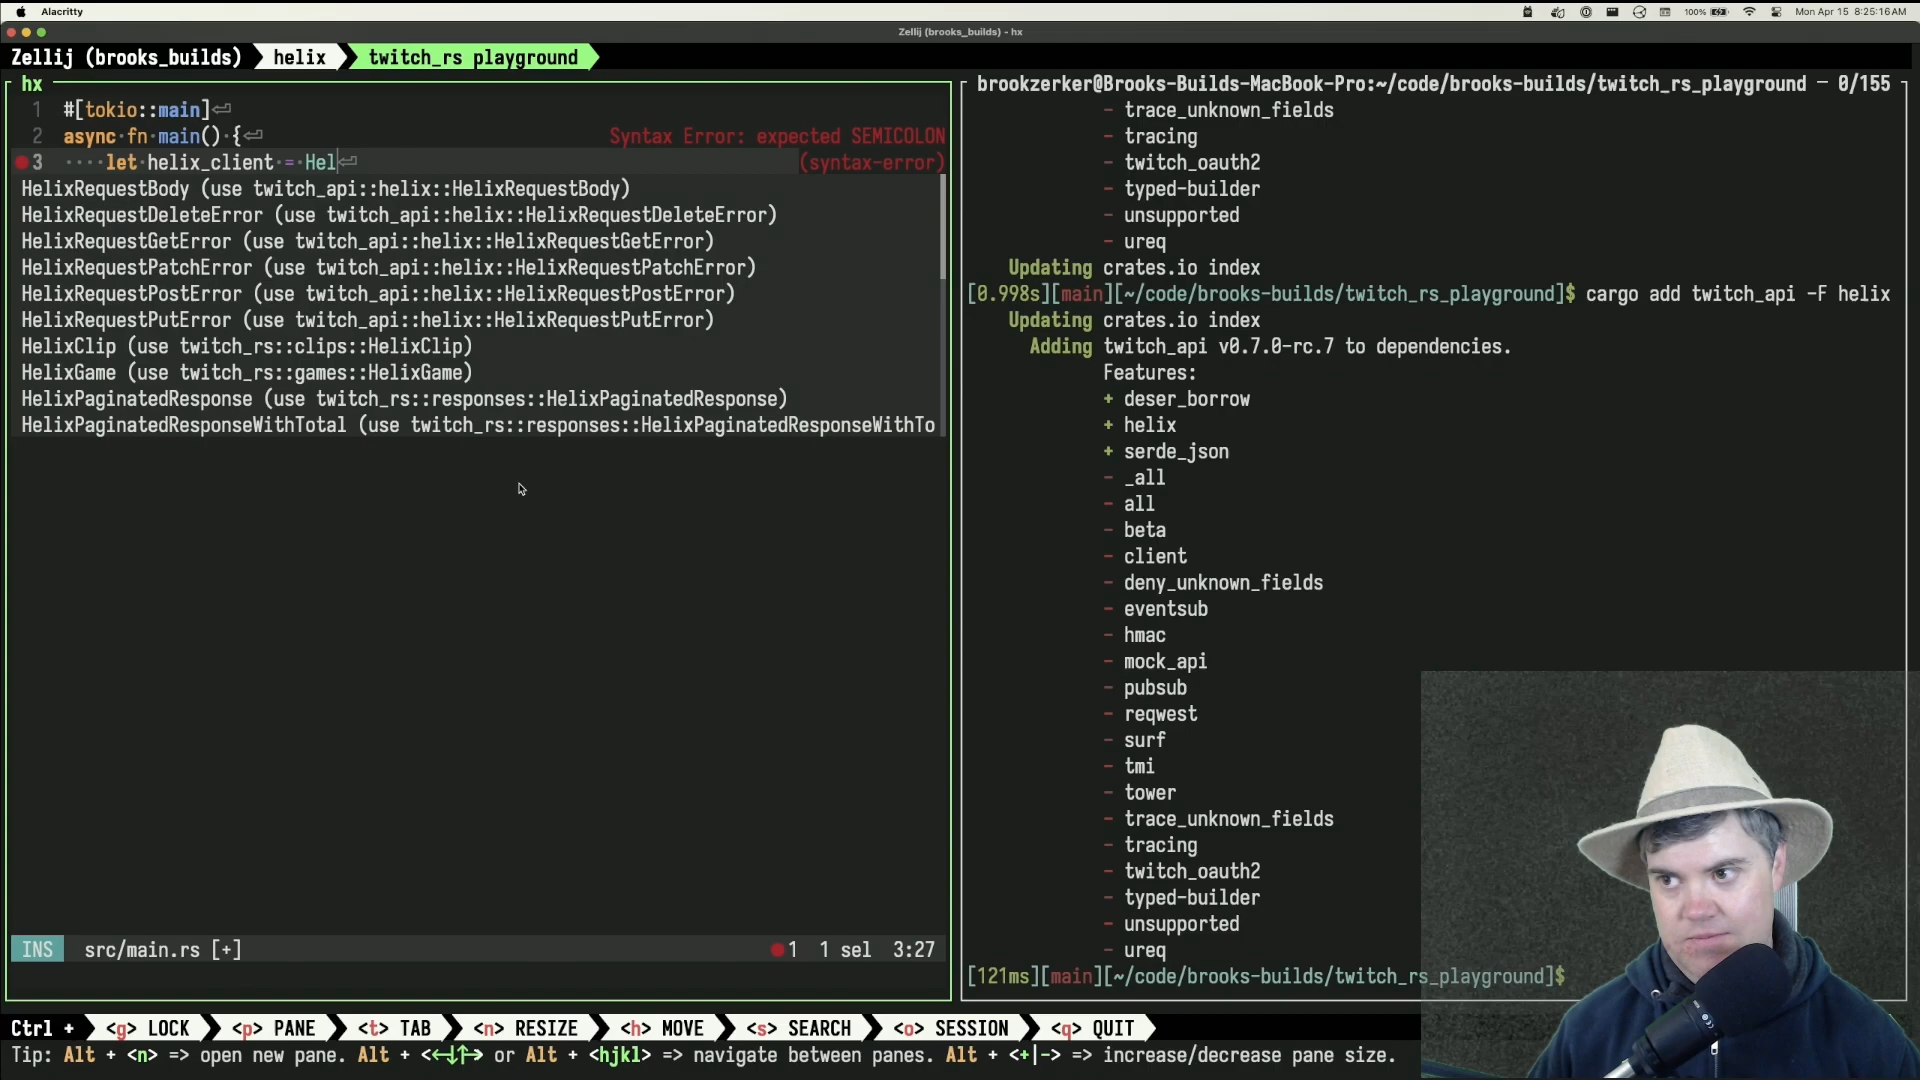 Alacritty
100%
Mon Apr 15 8:25:16 AM
Zellij (brooks_builds) - hx
Zellij (brooks_builds) helix twitch_rs playground
hx
1 #[tokio::main]⏎
2 async·fn·main()·{⏎ Syntax Error: expected SEMICOLON
3 ····let·helix_client·=·Hel⏎ (syntax-error)
HelixRequestBody (use twitch_api::helix::HelixRequestBody)
HelixRequestDeleteError (use twitch_api::helix::HelixRequestDeleteError)
HelixRequestGetError (use twitch_api::helix::HelixRequestGetError)
HelixRequestPatchError (use twitch_api::helix::HelixRequestPatchError)
HelixRequestPostError (use twitch_api::helix::HelixRequestPostError)
HelixRequestPutError (use twitch_api::helix::HelixRequestPutError)
HelixClip (use twitch_rs::clips::HelixClip)
HelixGame (use twitch_rs::games::HelixGame)
HelixPaginatedResponse (use twitch_rs::responses::HelixPaginatedResponse)
HelixPaginatedResponseWithTotal (use twitch_rs::responses::HelixPaginatedResponseWithTo
INS src/main.rs [+] 1 1 sel 3:27
brookzerker@Brooks-Builds-MacBook-Pro:~/code/brooks-builds/twitch_rs_playground — 0/155
- trace_unknown_fields
- tracing
- twitch_oauth2
- typed-builder
- unsupported
- ureq
Updating crates.io index
[0.998s][main][~/code/brooks-builds/twitch_rs_playground]$ cargo add twitch_api -F helix
Updating crates.io index
Adding twitch_api v0.7.0-rc.7 to dependencies.
Features:
+ deser_borrow
+ helix
+ serde_json
- _all
- all
- beta
- client
- deny_unknown_fields
- eventsub
- hmac
- mock_api
- pubsub
- reqwest
- surf
- tmi
- tower
- trace_unknown_fields
- tracing
- twitch_oauth2
- typed-builder
- unsupported
- ureq
[121ms][main][~/code/brooks-builds/twitch_rs_playground]$
Ctrl + <g> LOCK <p> PANE <t> TAB <n> RESIZE <h> MOVE <s> SEARCH <o> SESSION <q> QUIT
Tip: Alt + <n> => open new pane. Alt + <←↓↑→> or Alt + <hjkl> => navigate between panes. Alt + <+|-> => increase/decrease pane size.